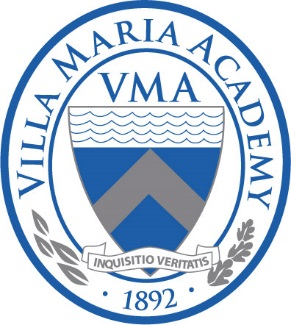 VILLA MARIA ACADEMY
VMA
INQUISITIO VERITATIS
· 1892 ·